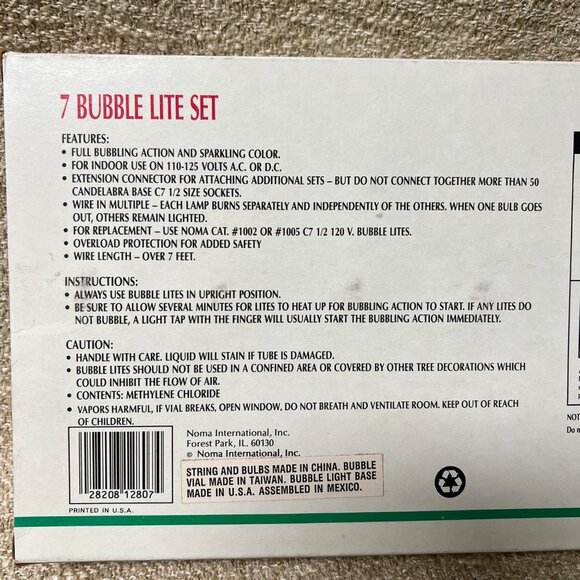 7 BUBBLE LITE SET
FEATURES:
• FULL BUBBLING ACTION AND SPARKLING COLOR.
• FOR INDOOR USE ON 110-125 VOLTS A.C. OR D.C.
• EXTENSION CONNECTOR FOR ATTACHING ADDITIONAL SETS – BUT DO NOT CONNECT TOGETHER MORE THAN 50
CANDELABRA BASE C7 1/2 SIZE SOCKETS.
• WIRE IN MULTIPLE – EACH LAMP BURNS SEPARATELY AND INDEPENDENTLY OF THE OTHERS. WHEN ONE BULB GOES
OUT, OTHERS REMAIN LIGHTED.
• FOR REPLACEMENT – USE NOMA CAT. #1002 OR #1005 C7 1/2 120 V. BUBBLE LITES.
• OVERLOAD PROTECTION FOR ADDED SAFETY
• WIRE LENGTH – OVER 7 FEET.
INSTRUCTIONS:
• ALWAYS USE BUBBLE LITES IN UPRIGHT POSITION.
• BE SURE TO ALLOW SEVERAL MINUTES FOR LITES TO HEAT UP FOR BUBBLING ACTION TO START. IF ANY LITES DO
NOT BUBBLE, A LIGHT TAP WITH THE FINGER WILL USUALLY START THE BUBBLING ACTION IMMEDIATELY.
CAUTION:
• HANDLE WITH CARE. LIQUID WILL STAIN IF TUBE IS DAMAGED.
• BUBBLE LITES SHOULD NOT BE USED IN A CONFINED AREA OR COVERED BY OTHER TREE DECORATIONS WHICH
COULD INHIBIT THE FLOW OF AIR.
• CONTENTS: METHYLENE CHLORIDE
• VAPORS HARMFUL, IF VIAL BREAKS, OPEN WINDOW, DO NOT BREATH AND VENTILATE ROOM. KEEP OUT OF REACH
OF CHILDREN.
Noma International, Inc.
Forest Park, IL. 60130
© Noma International, Inc.
STRING AND BULBS MADE IN CHINA. BUBBLE
VIAL MADE IN TAIWAN. BUBBLE LIGHT BASE
MADE IN U.S.A. ASSEMBLED IN MEXICO.
28208 12807
PRINTED IN U.S.A.
NOT
Do n